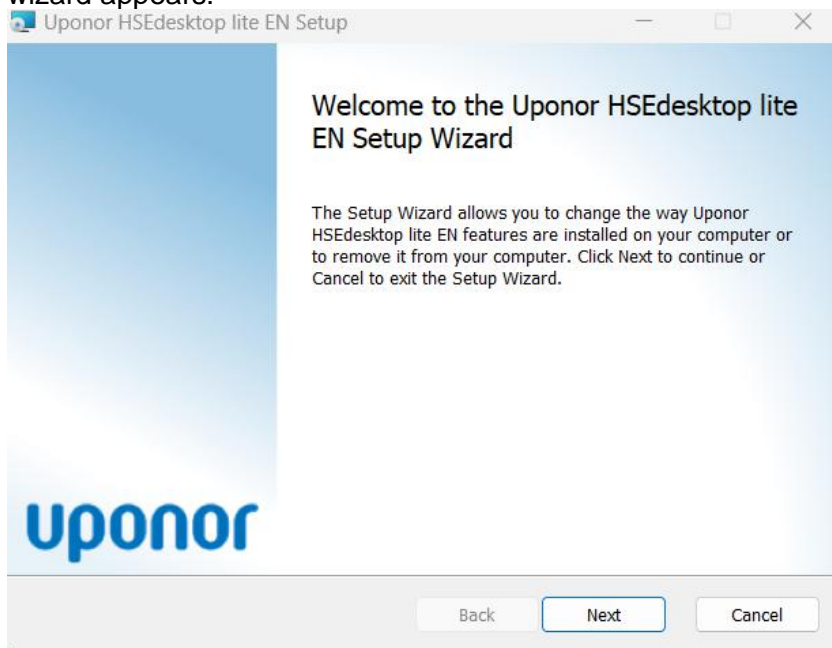 wizard appears.
Uponor HSEdesktop lite EN Setup
Welcome to the Uponor HSEdesktop lite
EN Setup Wizard
The Setup Wizard allows you to change the way Uponor
HSEdesktop lite EN features are installed on your computer or
to remove it from your computer. Click Next to continue or
Cancel to exit the Setup Wizard.
uponor
Back Next Cancel